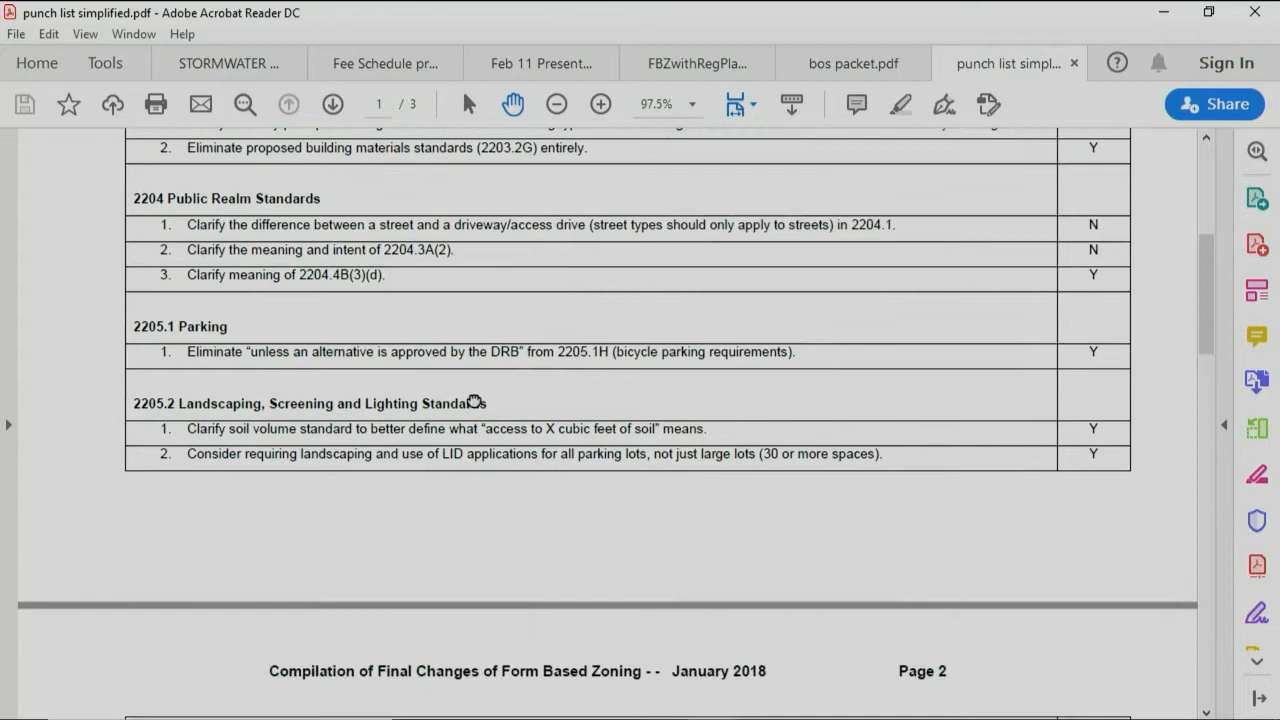 punch list simplified.pdf - Adobe Acrobat Reader DC
File Edit View Window Help
Home Tools STORMWATER ... Fee Schedule pr... Feb 11 Present... FBZwithRegPla... bos packet.pdf punch list simpl... Sign In
1 / 3 97.5% Share
2. Eliminate proposed building materials standards (2203.2G) entirely. Y
2204 Public Realm Standards
1. Clarify the difference between a street and a driveway/access drive (street types should only apply to streets) in 2204.1. N
2. Clarify the meaning and intent of 2204.3A(2). N
3. Clarify meaning of 2204.4B(3)(d). Y
2205.1 Parking
1. Eliminate “unless an alternative is approved by the DRB” from 2205.1H (bicycle parking requirements). Y
2205.2 Landscaping, Screening and Lighting Standards
1. Clarify soil volume standard to better define what “access to X cubic feet of soil” means. Y
2. Consider requiring landscaping and use of LID applications for all parking lots, not just large lots (30 or more spaces). Y
Compilation of Final Changes of Form Based Zoning - - January 2018 Page 2